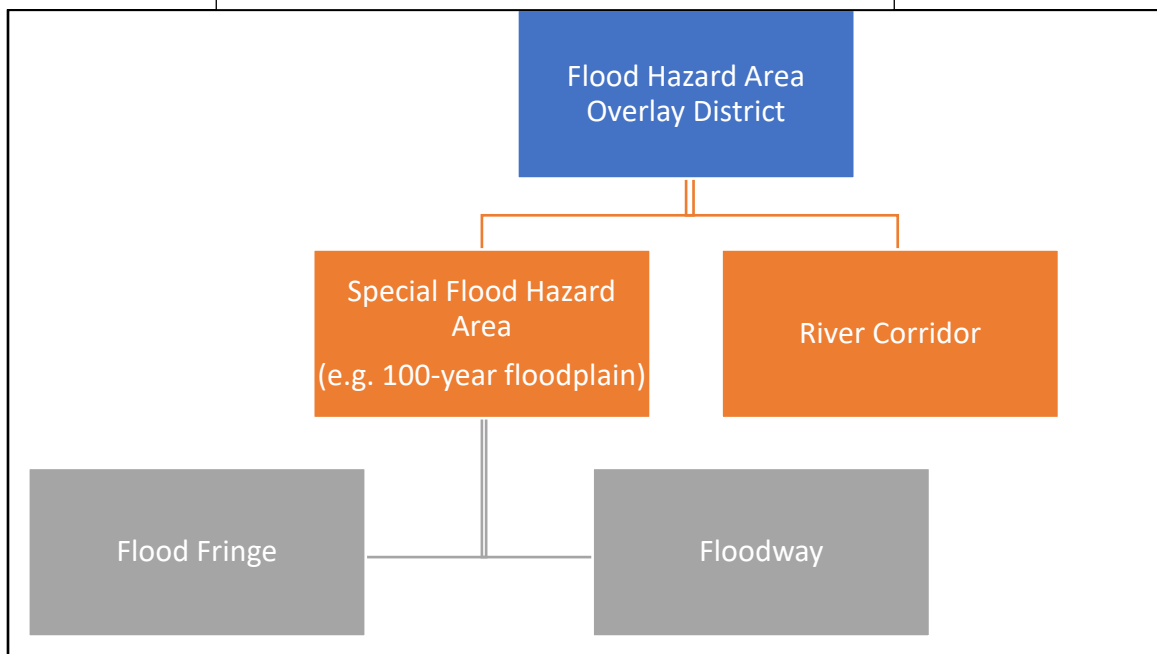 Flood Hazard Area
Overlay District
Special Flood Hazard
Area
(e.g. 100-year floodplain)
River Corridor
Flood Fringe
Floodway